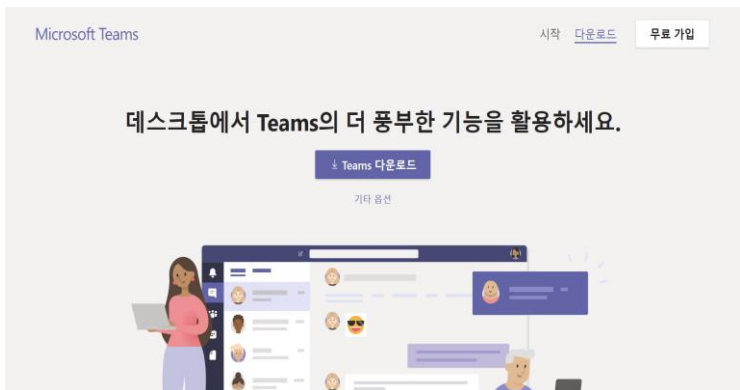 Microsoft Teams
시작 다운로드 무료 가입
데스크톱에서 Teams의 더 풍부한 기능을 활용하세요.
Teams 다운로드
기타 옵션